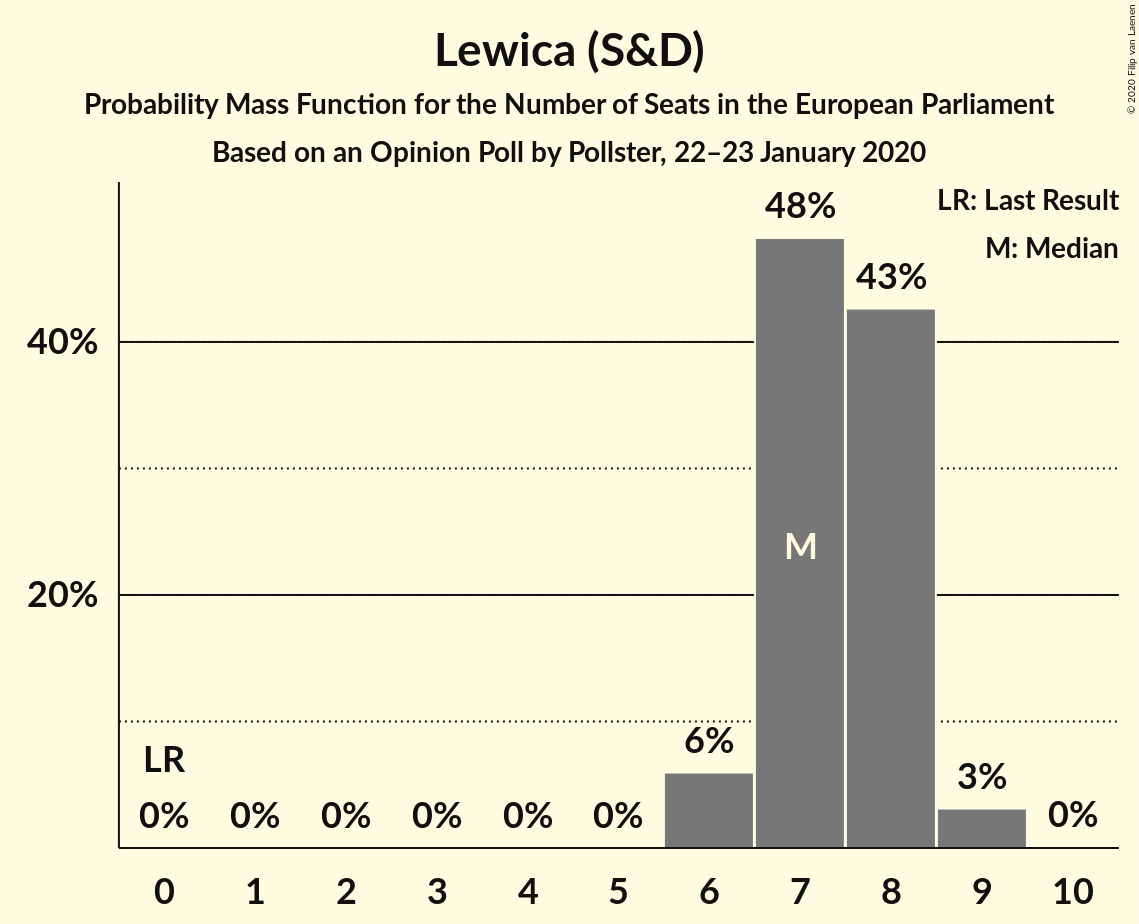 Lewica (S&D)
Probability Mass Function for the Number of Seats in the European Parliament
Based on an Opinion Poll by Pollster, 22–23 January 2020
© 2020 Filip van Laenen
LR: Last Result
M: Median
48%
43%
40%
M
20%
6%
3%
LR
0% 0% 0% 0% 0% 0% 0%
0 1 2 3 4 5 6 7 8 9 10